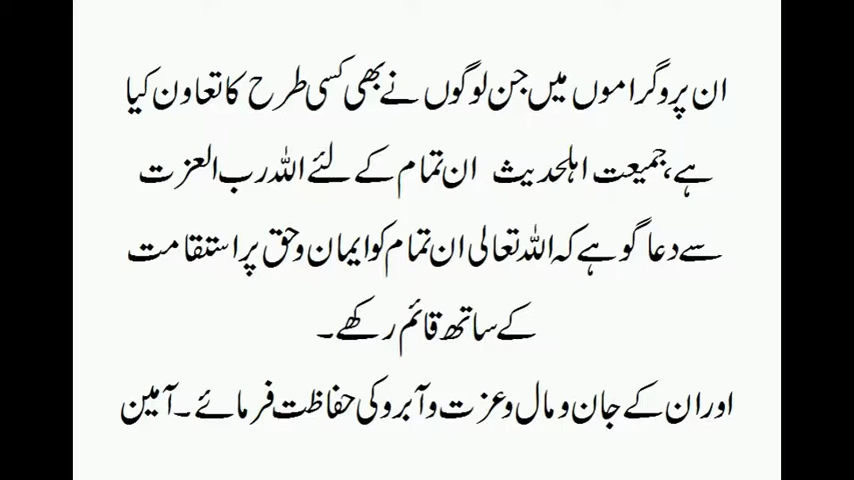 ان پروگراموں میں جن لوگوں نے بھی کسی طرح کا تعاون کیا
ہے، جمیعت اہلحدیث ان تمام کے لئے اللہ رب العزت
سے دعا گو ہے کہ اللہ تعالی ان تمام کو ایمان و حق پر استقامت
کے ساتھ قائم رکھے۔
اور ان کے جان و مال و عزت و آبرو کی حفاظت فرمائے۔ آمین